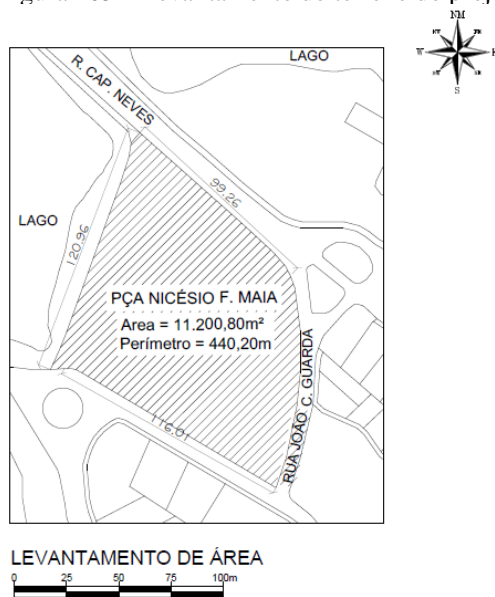 NM
W
E
S
LAGO
R. CAP. NEVES
99.26
LAGO
120.96
PÇA NICÉSIO F. MAIA
Area = 11.200,80m²
Perímetro = 440,20m
RUA JOÃO C. GUARDA
116.01
LEVANTAMENTO DE ÁREA
0 25 50 75 100m